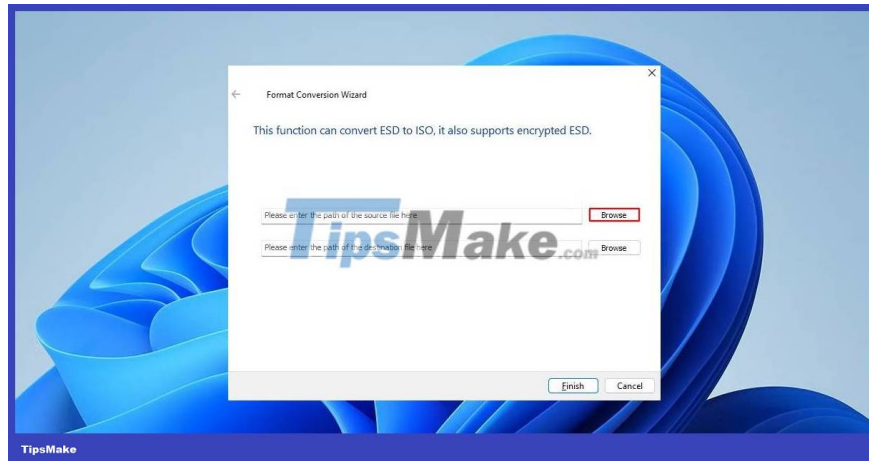 Format Conversion Wizard
This function can convert ESD to ISO, it also supports encrypted ESD.
Please enter the path of the source file here
Browse
TipsMake.com
Please enter the path of the destination file here
Browse
Finish
Cancel
TipsMake